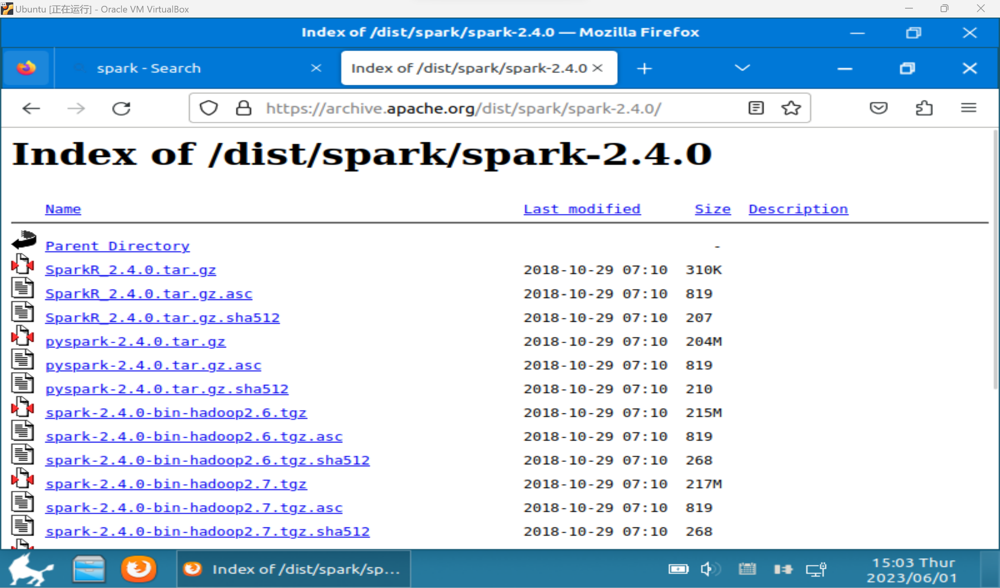 64
Ubuntu [正在运行] - Oracle VM VirtualBox
Index of /dist/spark/spark-2.4.0 — Mozilla Firefox
spark - Search
Index of /dist/spark/spark-2.4.0
https://archive.apache.org/dist/spark/spark-2.4.0/
Index of /dist/spark/spark-2.4.0
Name Last modified Size Description
Parent Directory -
SparkR_2.4.0.tar.gz 2018-10-29 07:10 310K
SparkR_2.4.0.tar.gz.asc 2018-10-29 07:10 819
SparkR_2.4.0.tar.gz.sha512 2018-10-29 07:10 207
pyspark-2.4.0.tar.gz 2018-10-29 07:10 204M
pyspark-2.4.0.tar.gz.asc 2018-10-29 07:10 819
pyspark-2.4.0.tar.gz.sha512 2018-10-29 07:10 210
spark-2.4.0-bin-hadoop2.6.tgz 2018-10-29 07:10 215M
spark-2.4.0-bin-hadoop2.6.tgz.asc 2018-10-29 07:10 819
spark-2.4.0-bin-hadoop2.6.tgz.sha512 2018-10-29 07:10 268
spark-2.4.0-bin-hadoop2.7.tgz 2018-10-29 07:10 217M
spark-2.4.0-bin-hadoop2.7.tgz.asc 2018-10-29 07:10 819
spark-2.4.0-bin-hadoop2.7.tgz.sha512 2018-10-29 07:10 268
Index of /dist/spark/sp...
15:03 Thur
2023/06/01